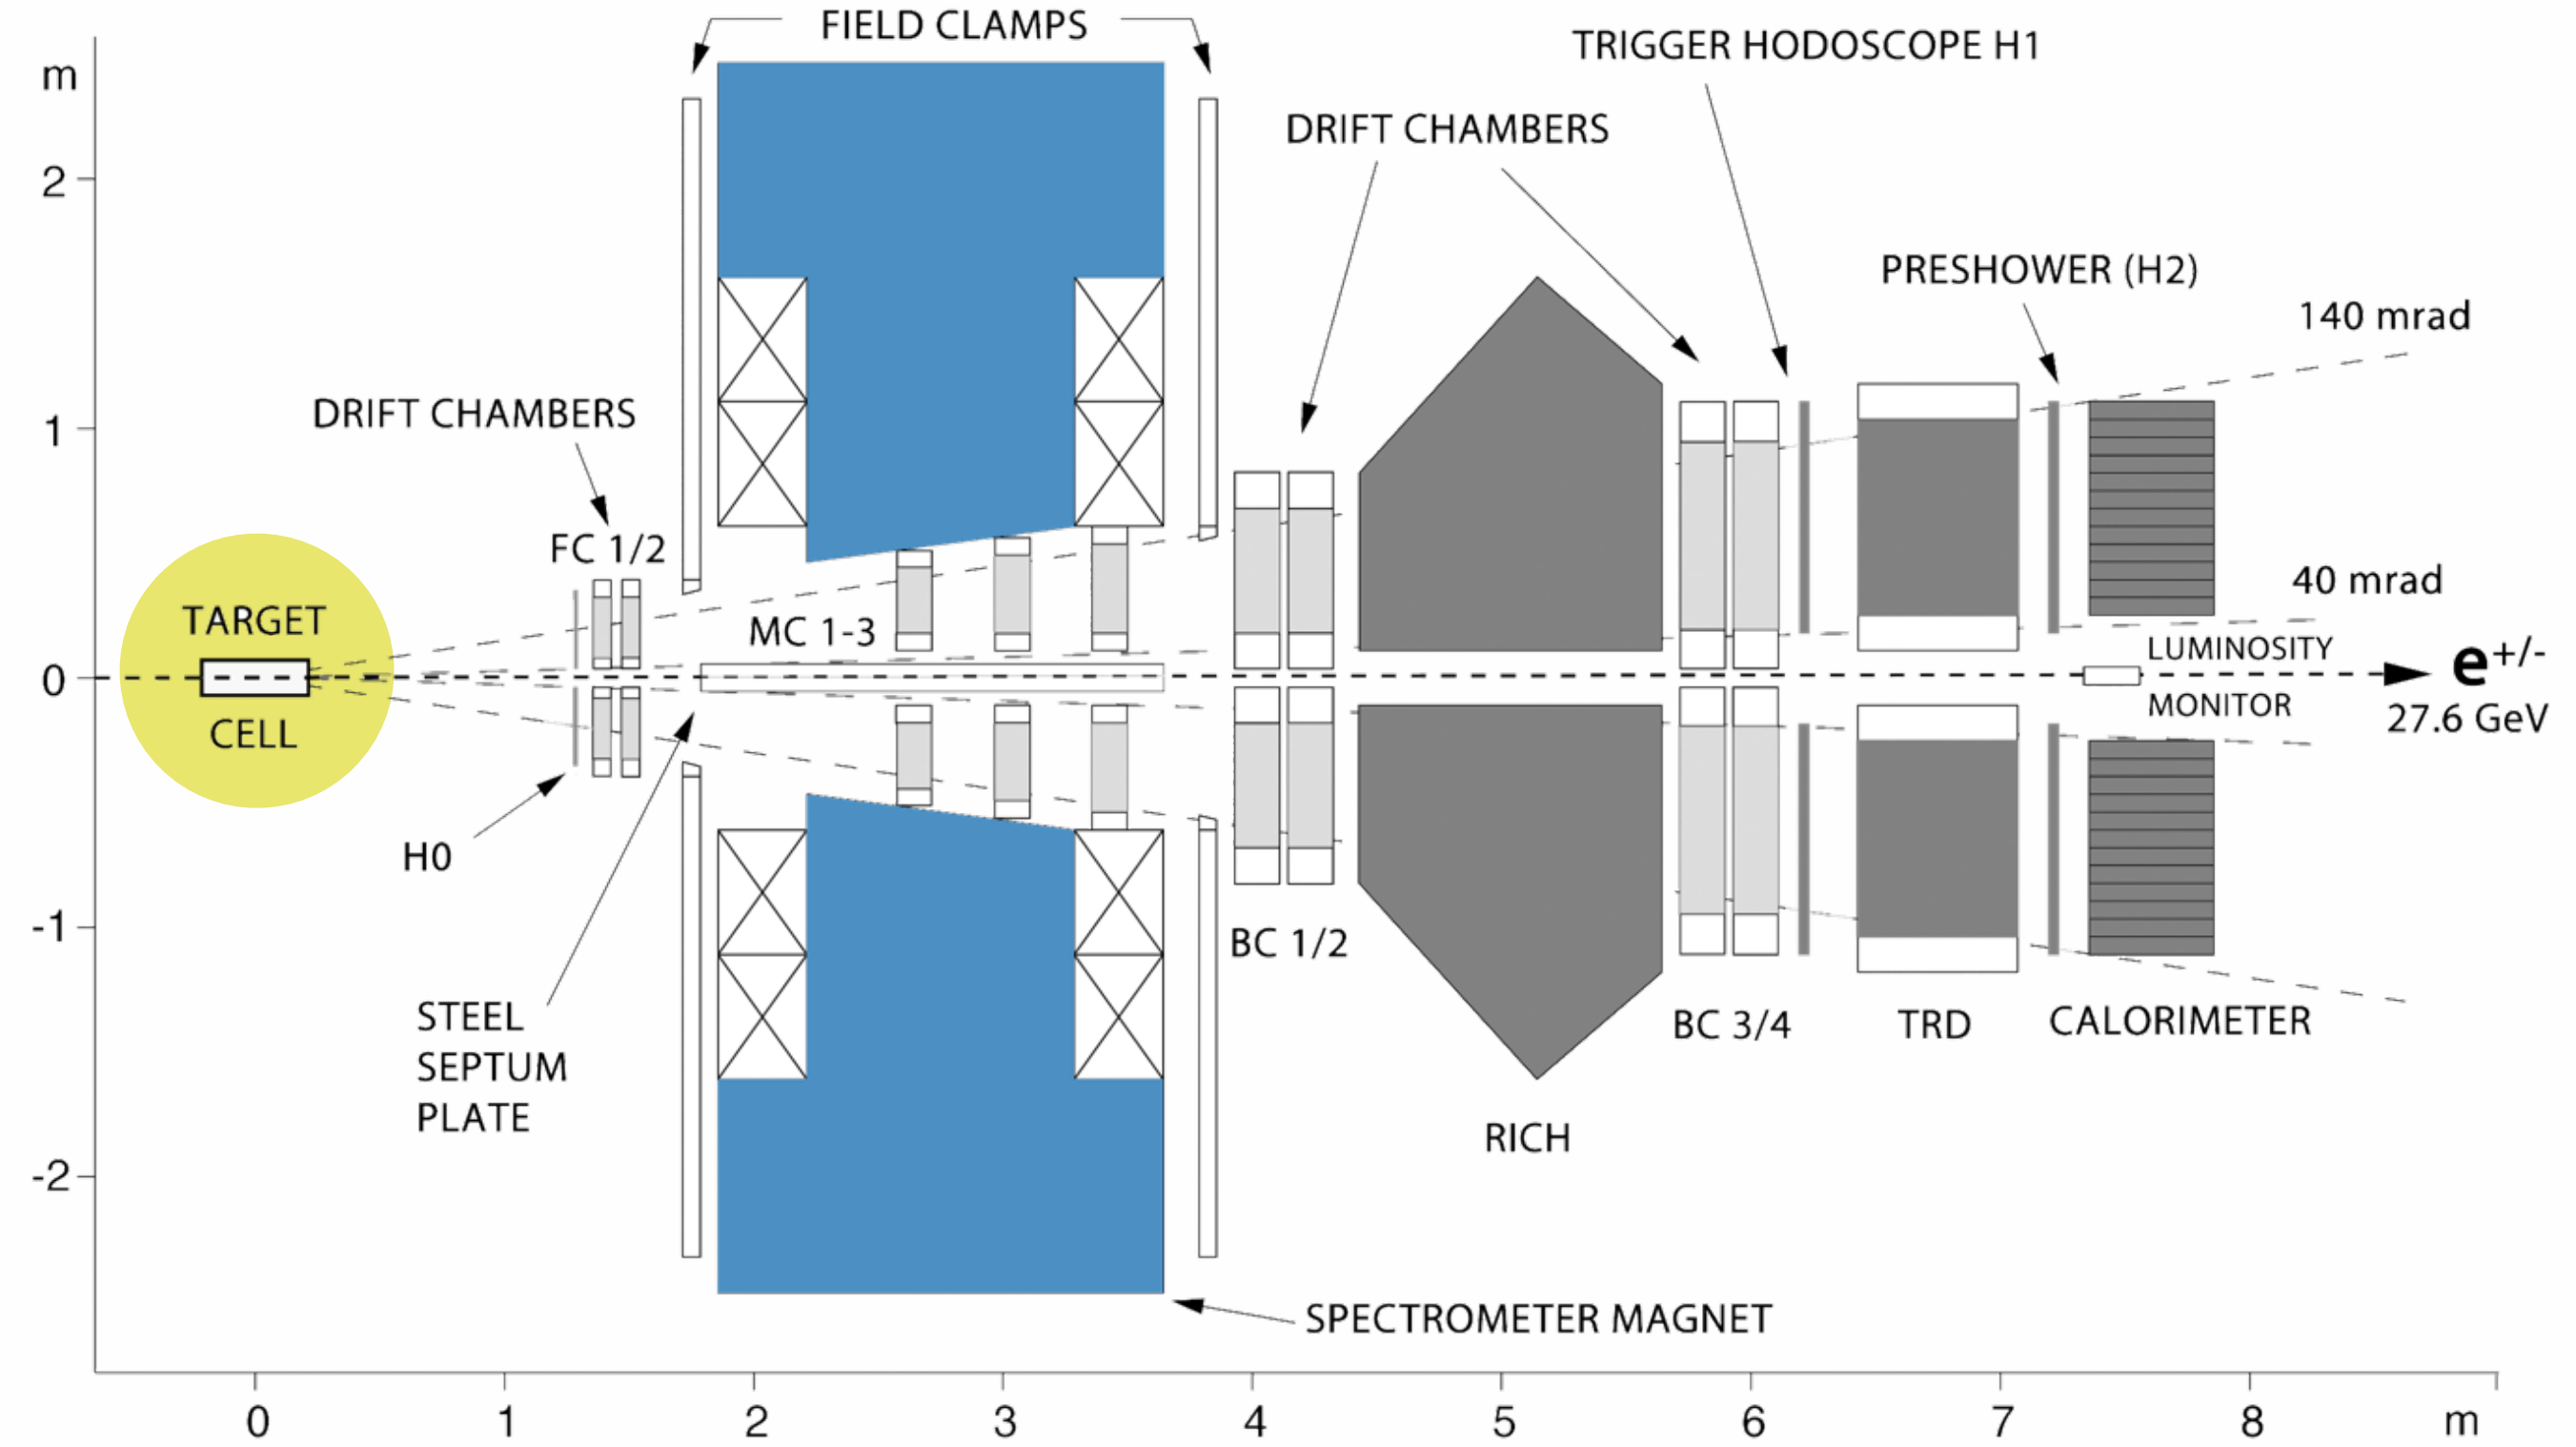 FIELD CLAMPS
TRIGGER HODOSCOPE H1
m
DRIFT CHAMBERS
2
PRESHOWER (H2)
140 mrad
DRIFT CHAMBERS
1
FC 1/2
40 mrad
TARGET
MC 1-3
LUMINOSITY
0
e+/-
CELL
MONITOR
27.6 GeV
H0
-1
BC 1/2
STEEL
SEPTUM
PLATE
BC 3/4
TRD
CALORIMETER
RICH
-2
SPECTROMETER MAGNET
0 1 2 3 4 5 6 7 8 m